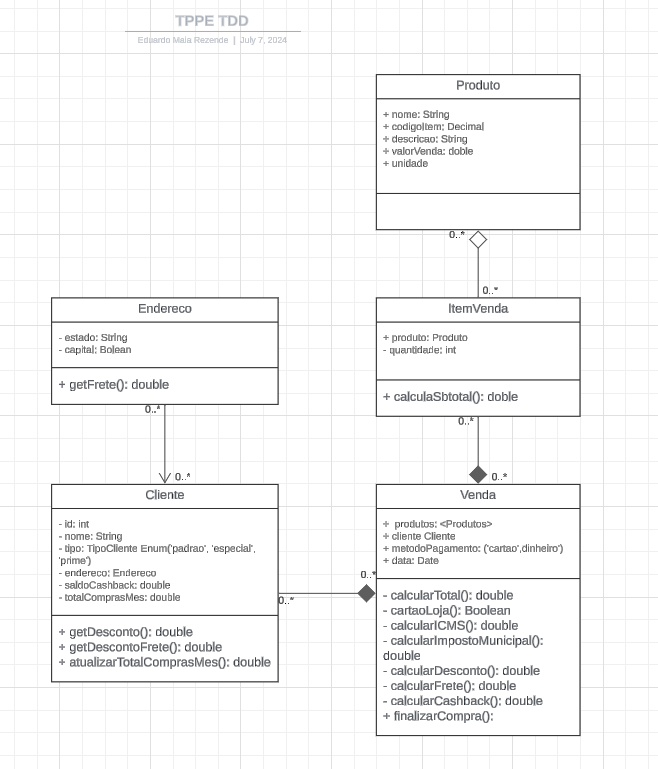 TPPE TDD
Eduardo Maia Rezende | July 7, 2024
Produto
+ nome: String
+ codigoItem: Decimal
+ descricao: String
+ valorVenda: doble
+ unidade
0..*
0..*
Endereco
- estado: String
- capital: Bolean
+ getFrete(): double
0..*
0..*
ItemVenda
+ produto: Produto
- quantidade: int
+ calculaSbtotal(): doble
0..*
0..*
Cliente
- id: int
- nome: String
- tipo: TipoCliente Enum('padrao', 'especial',
'prime')
- endereco: Endereco
- saldoCashback: double
- totalComprasMes: double
+ getDesconto(): double
+ getDescontoFrete(): double
+ atualizarTotalComprasMes(): double
0..*
0..*
Venda
+ produtos: <Produtos>
+ cliente Cliente
+ metodoPagamento: ('cartao',dinheiro')
+ data: Date
- calcularTotal(): double
- cartaoLoja(): Boolean
- calcularICMS(): double
- calcularImpostoMunicipal():
double
- calcularDesconto(): double
- calcularFrete(): double
- calcularCashback(): double
+ finalizarCompra():